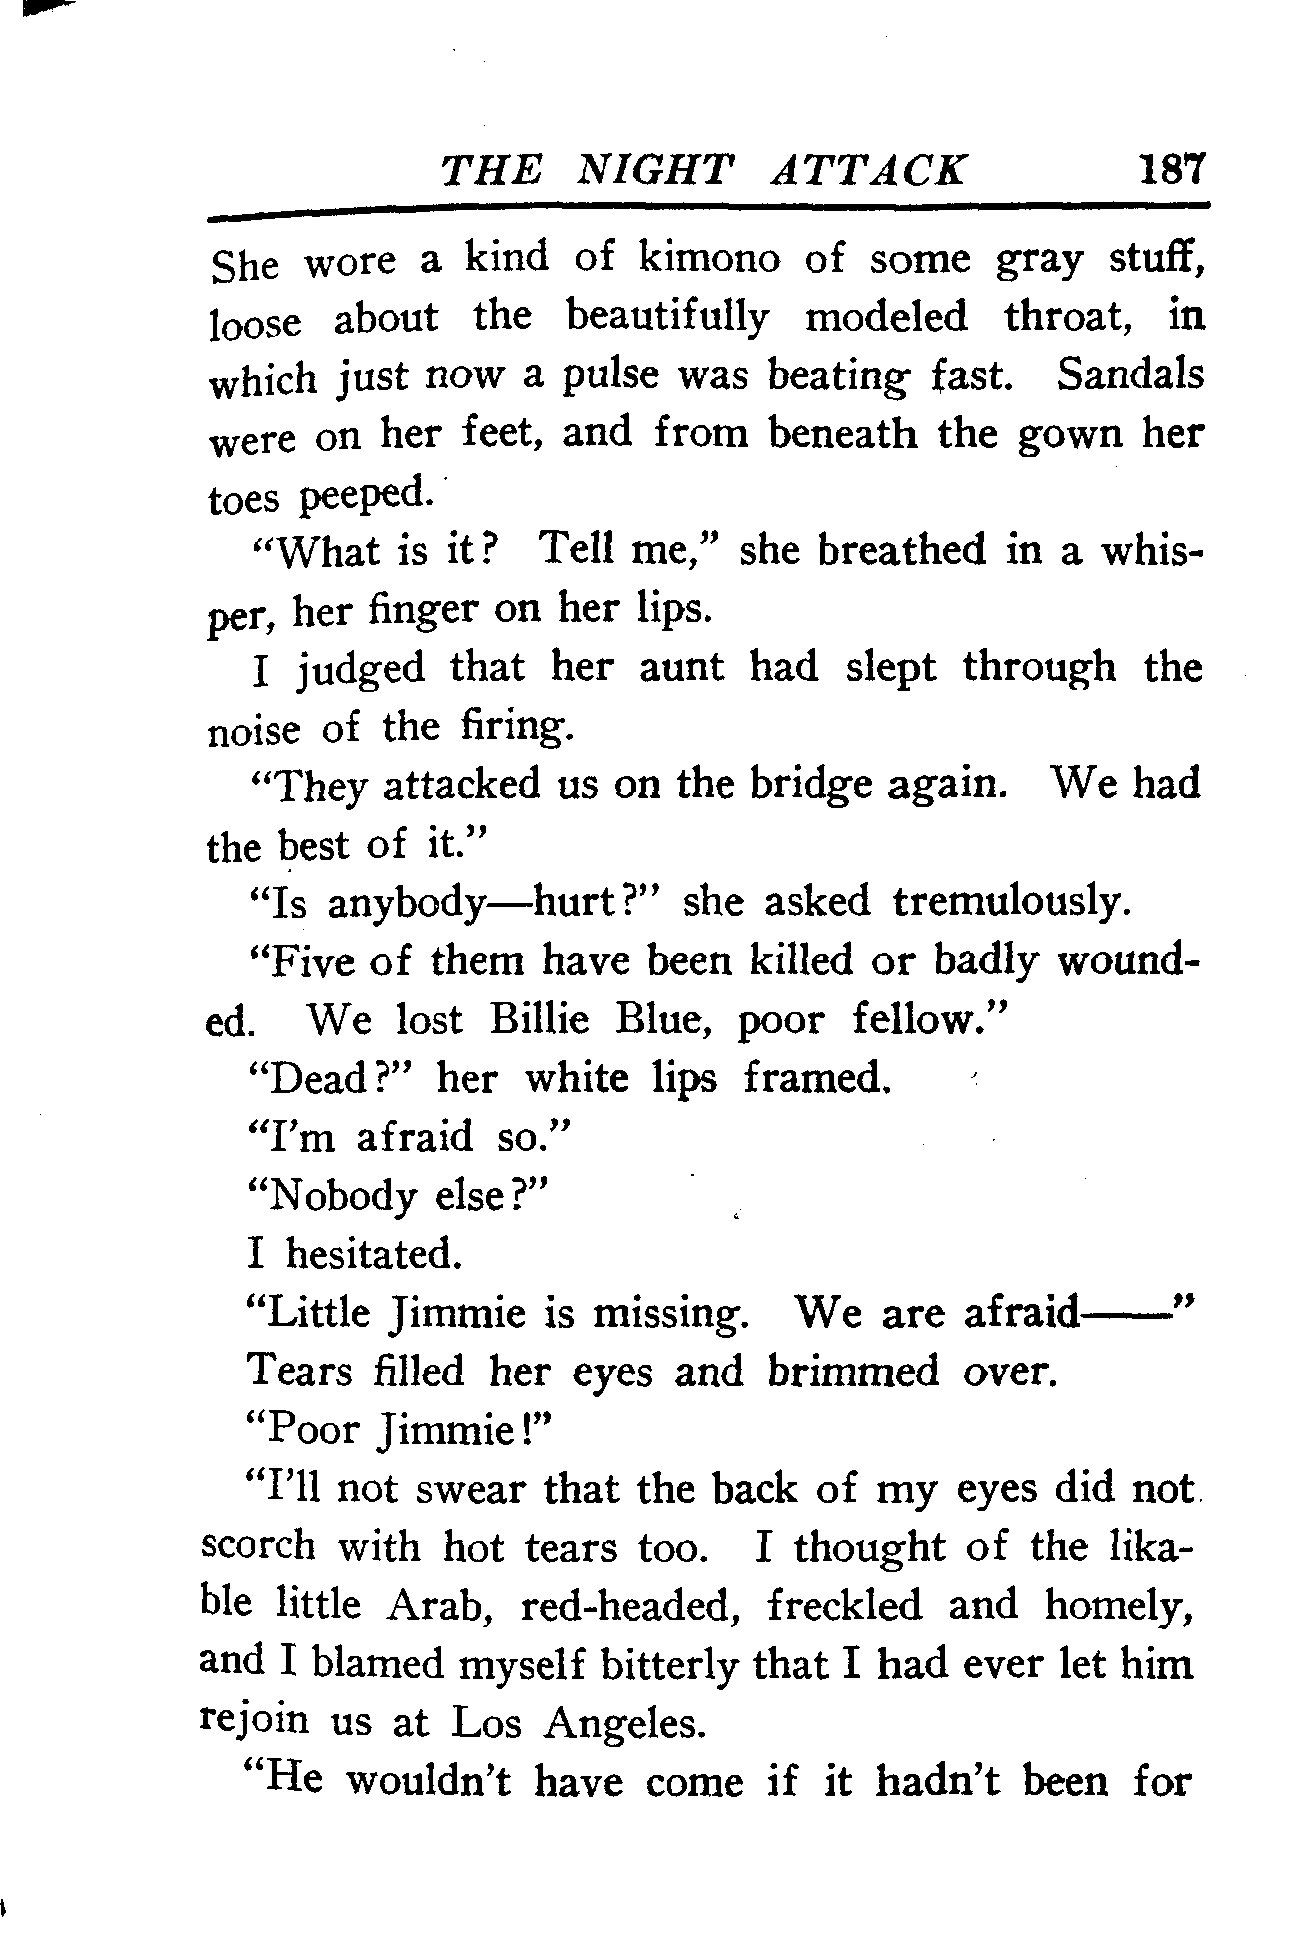 THE NIGHT ATTACK 187
She wore a kind of kimono of some gray stuff,
loose about the beautifully modeled throat, in
which just now a pulse was beating fast. Sandals
were on her feet, and from beneath the gown her
toes peeped.
“What is it? Tell me,” she breathed in a whis-
per, her finger on her lips.
I judged that her aunt had slept through the
noise of the firing.
“They attacked us on the bridge again. We had
the best of it.”
“Is anybody—hurt?” she asked tremulously.
“Five of them have been killed or badly wound-
ed. We lost Billie Blue, poor fellow.”
“Dead?” her white lips framed.
“I’m afraid so.”
“Nobody else?”
I hesitated.
“Little Jimmie is missing. We are afraid——”
Tears filled her eyes and brimmed over.
“Poor Jimmie!”
“I’ll not swear that the back of my eyes did not
scorch with hot tears too. I thought of the lika-
ble little Arab, red-headed, freckled and homely,
and I blamed myself bitterly that I had ever let him
rejoin us at Los Angeles.
“He wouldn’t have come if it hadn’t been for